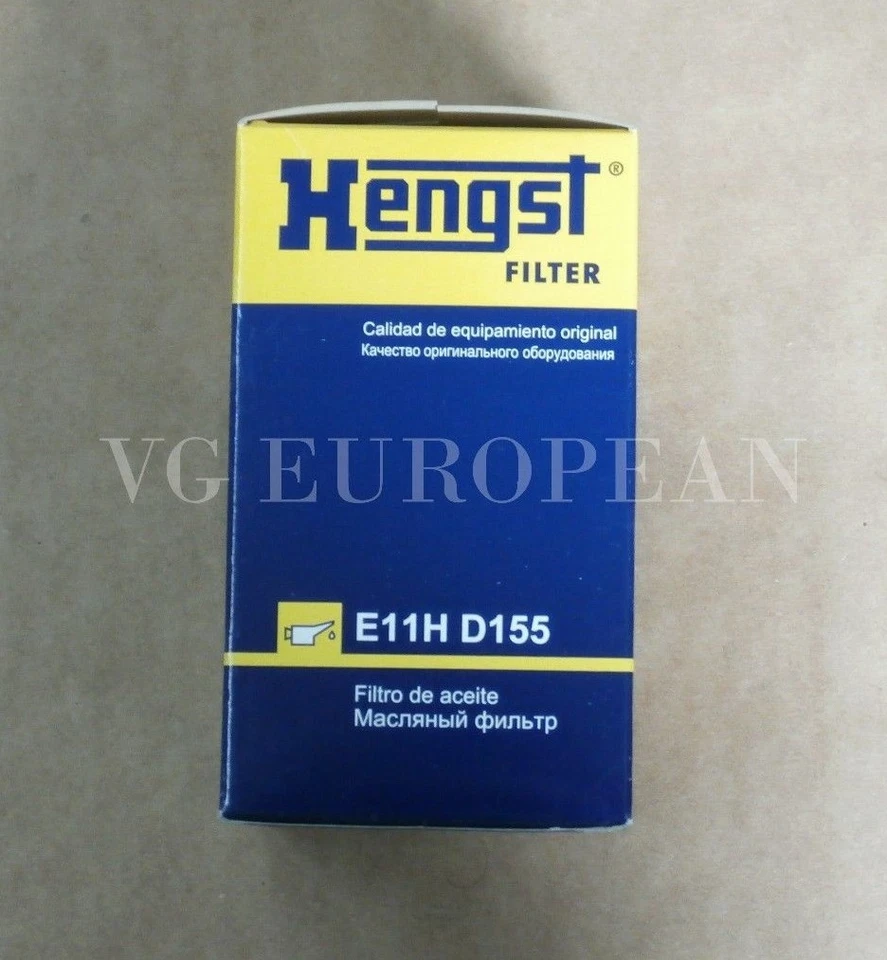 Hengst®
FILTER
Calidad de equipamiento original
Качество оригинального оборудования
VG EUROPEAN
E11H D155
Filtro de aceite
Масляный фильтр